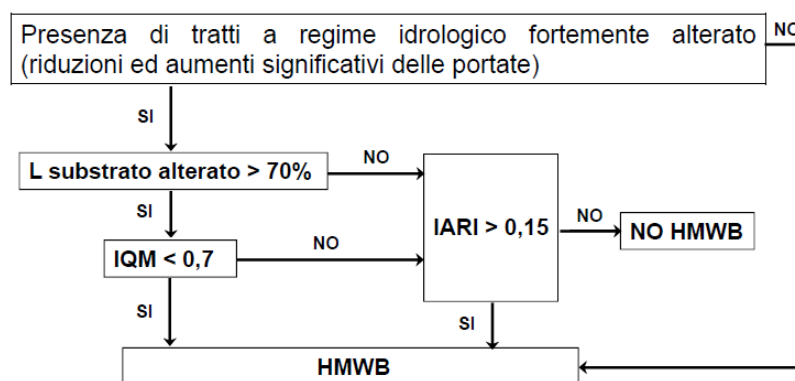 Presenza di tratti a regime idrologico fortemente alterato
(riduzioni ed aumenti significativi delle portate)
NO
SI
L substrato alterato > 70%
NO
IARI > 0,15
NO
NO HMWB
SI
IQM < 0,7
NO
SI
SI
HMWB